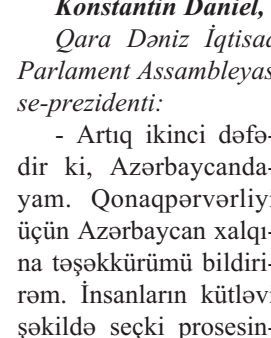 Konstantin Daniel,
Qara Dəniz İqtisad
Parlament Assambleyas
se-prezidenti:
- Artıq ikinci dəfə-
dir ki, Azərbaycanda-
yam. Qonaqpərvərliyi
üçün Azərbaycan xalqı-
na təşəkkürümü bildiri-
rəm. İnsanların kütləvi
şəkildə seçki prosesin-